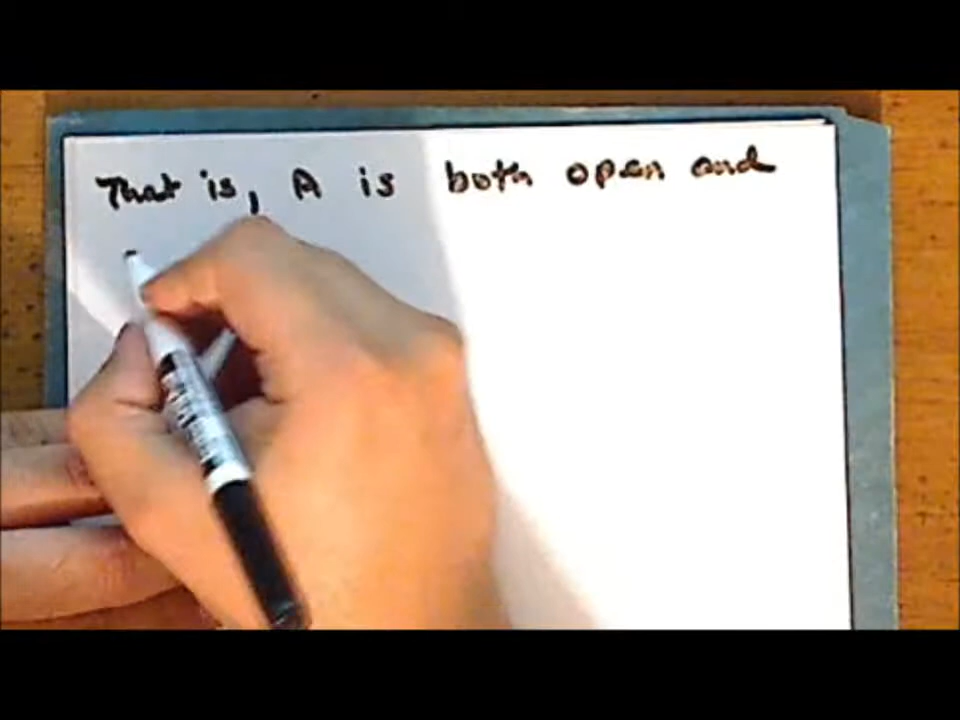 That is, A is both open and